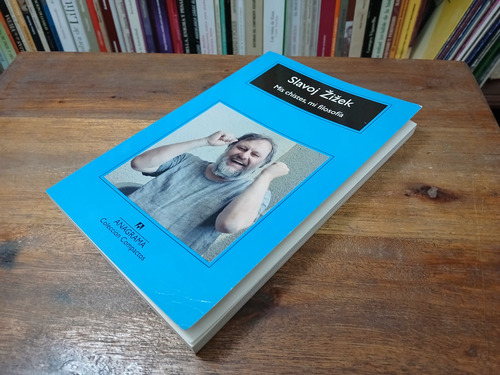 Slavoj Žižek
Mis chistes, mi filosofía
ANAGRAMA
Colección Compactos